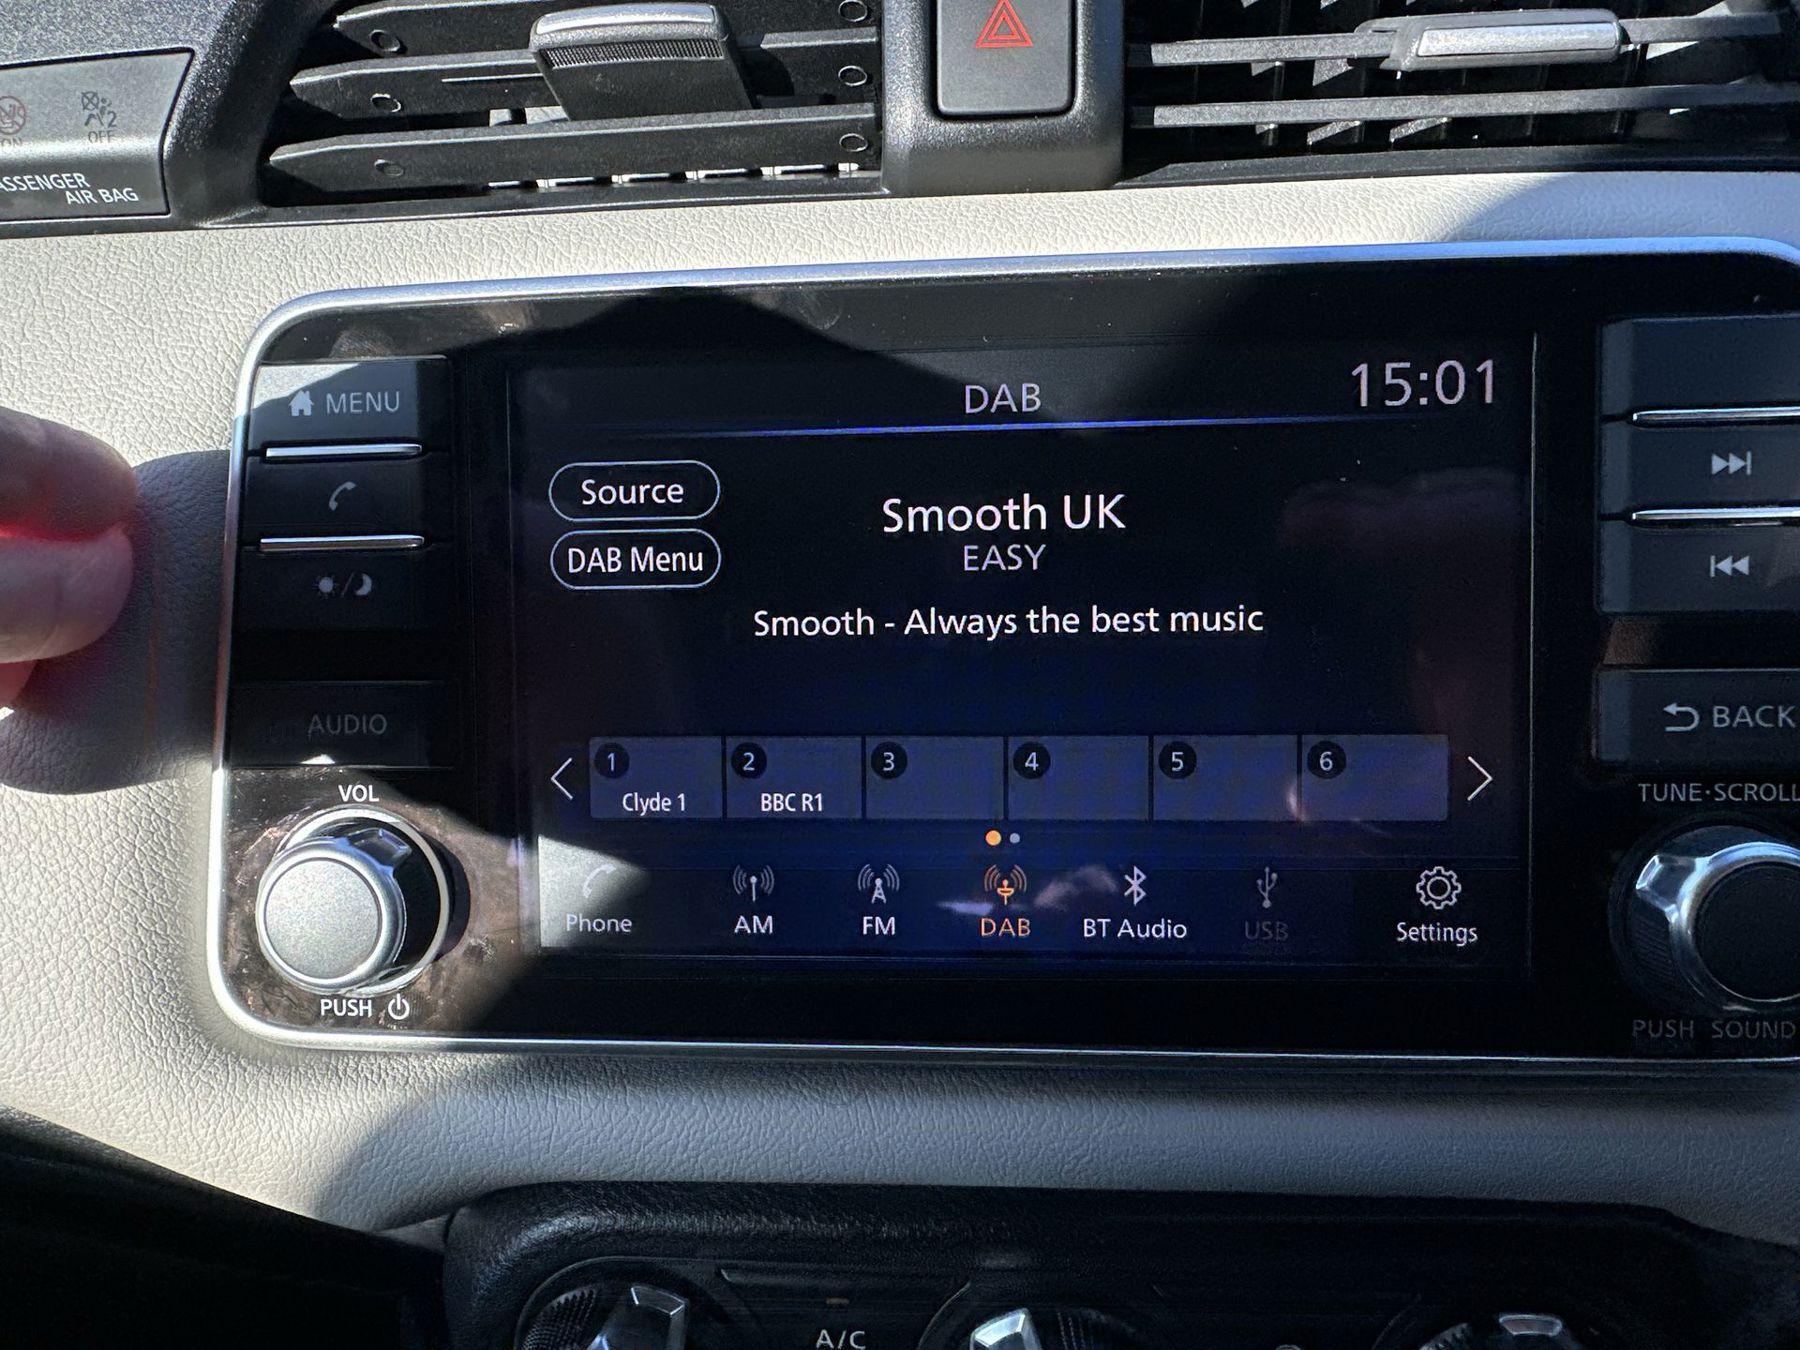 ON
2
OFF
AIR BAG
MENU
DAB
15:01
Source
DAB Menu
Smooth UK
EASY
Smooth - Always the best music
AUDIO
BACK
VOL
TUNE·SCROLL
1
2
3
4
5
6
Clyde 1
BBC R1
Phone
AM
FM
DAB
BT Audio
USB
Settings
PUSH
PUSH SOUND
A/C